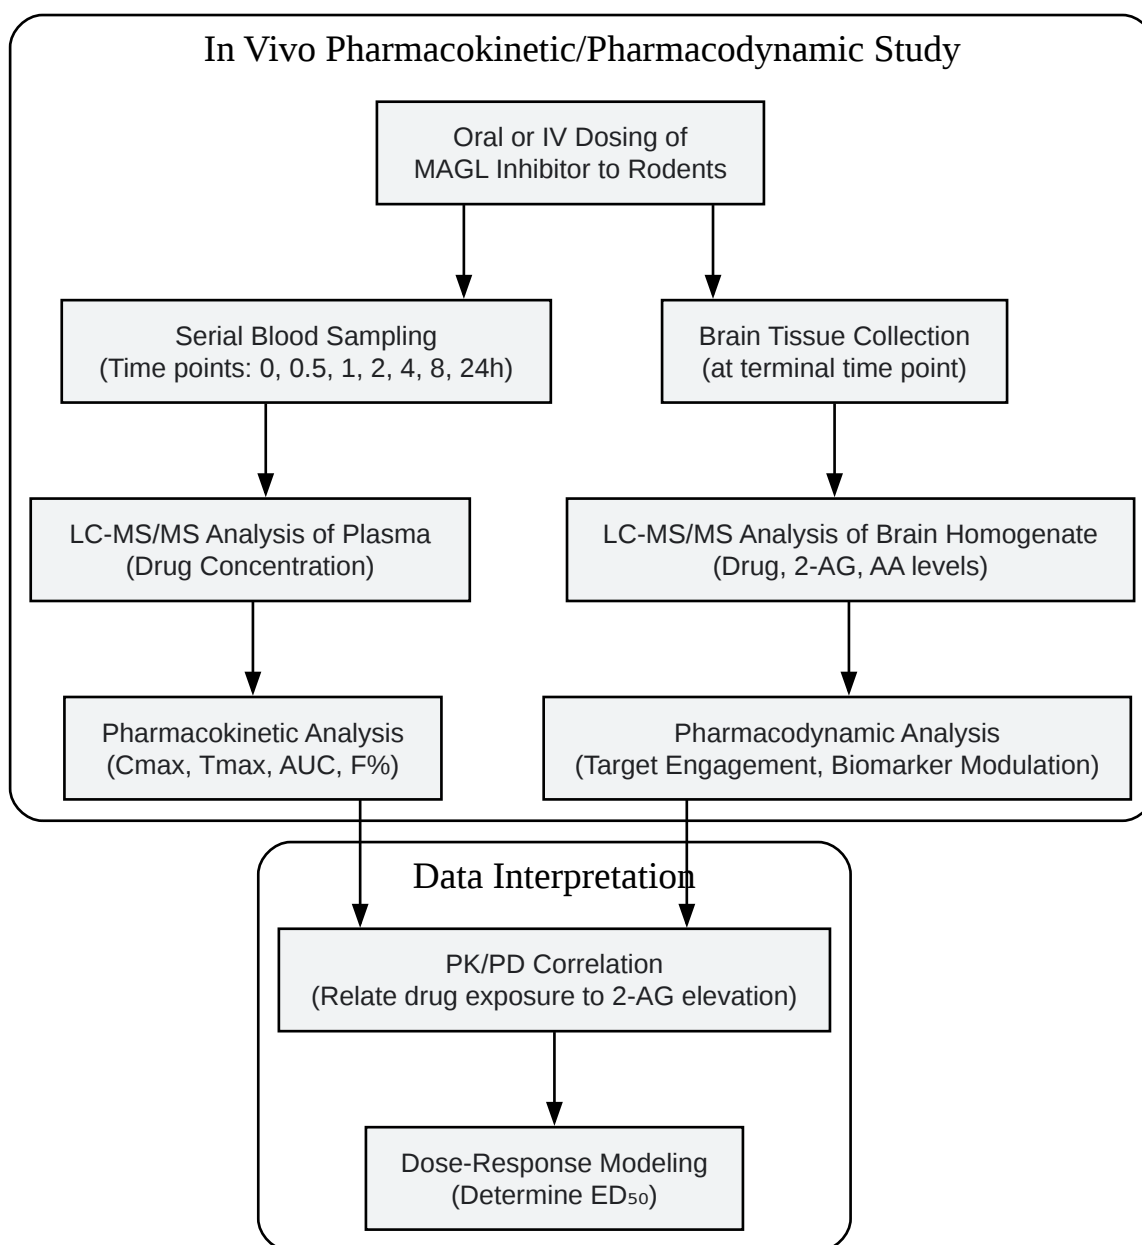 In Vivo Pharmacokinetic/Pharmacodynamic Study
Oral or IV Dosing of
MAGL Inhibitor to Rodents
Serial Blood Sampling
(Time points: 0, 0.5, 1, 2, 4, 8, 24h)
Brain Tissue Collection
(at terminal time point)
LC-MS/MS Analysis of Plasma
(Drug Concentration)
LC-MS/MS Analysis of Brain Homogenate
(Drug, 2-AG, AA levels)
Pharmacokinetic Analysis
(Cmax, Tmax, AUC, F%)
Pharmacodynamic Analysis
(Target Engagement, Biomarker Modulation)
Data Interpretation
PK/PD Correlation
(Relate drug exposure to 2-AG elevation)
Dose-Response Modeling
(Determine ED₅₀)